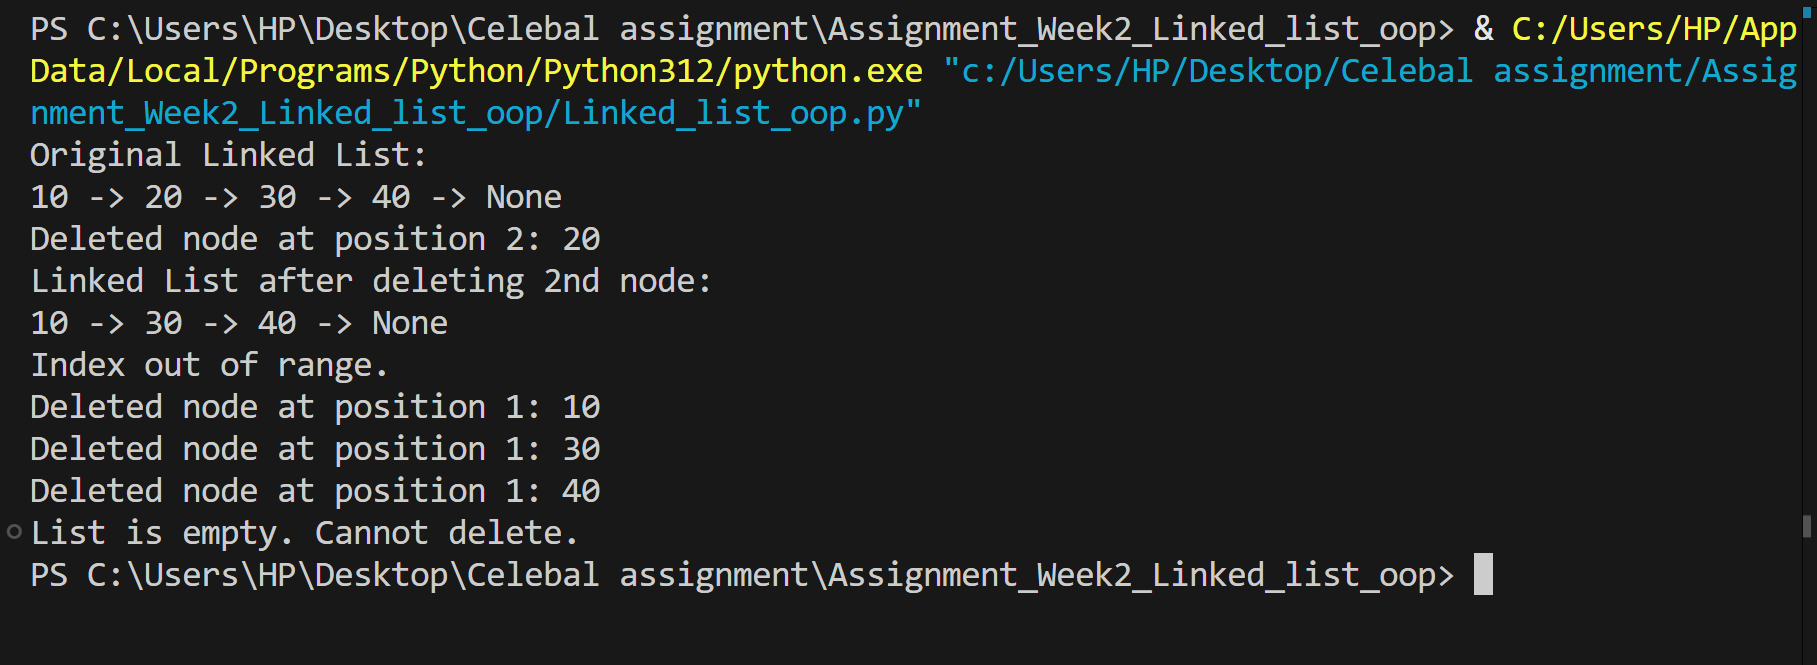 PS C:\Users\HP\Desktop\Celebal assignment\Assignment_Week2_Linked_list_oop> & C:/Users/HP/App
Data/Local/Programs/Python/Python312/python.exe "c:/Users/HP/Desktop/Celebal assignment/Assig
nment_Week2_Linked_list_oop/Linked_list_oop.py"
Original Linked List:
10 -> 20 -> 30 -> 40 -> None
Deleted node at position 2: 20
Linked List after deleting 2nd node:
10 -> 30 -> 40 -> None
Index out of range.
Deleted node at position 1: 10
Deleted node at position 1: 30
Deleted node at position 1: 40
List is empty. Cannot delete.
PS C:\Users\HP\Desktop\Celebal assignment\Assignment_Week2_Linked_list_oop>